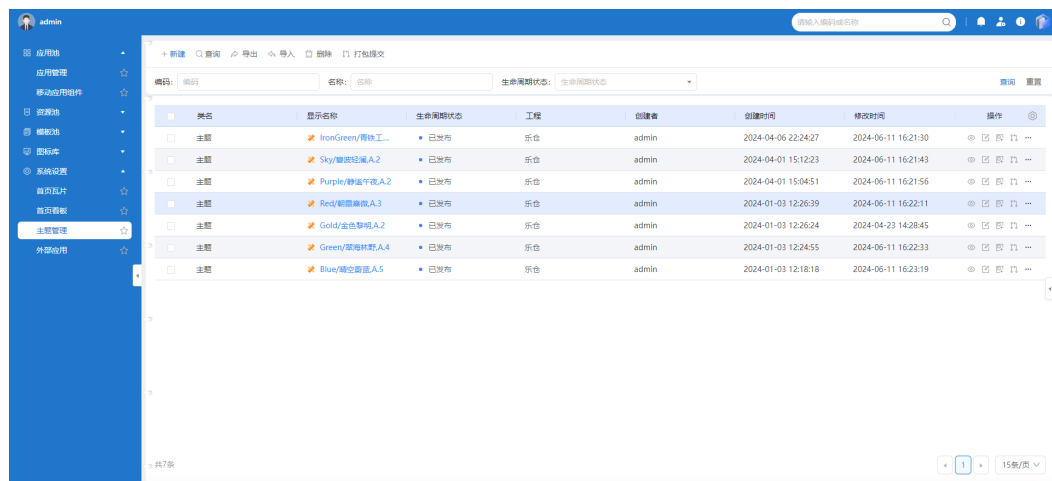 admin
请输入编码或名称
应用池
应用管理
移动应用组件
资源池
模板池
图标库
系统设置
首页瓦片
首页看板
主题管理
外部应用
+ 新建 查询 导出 导入 删除 打包提交
编码: 编码 名称: 名称 生命周期状态: 生命周期状态 查询 重置
类名 显示名称 生命周期状态 工程 创建者 创建时间 修改时间 操作
主题 IronGreen/青铁工... 已发布 乐仓 admin 2024-04-06 22:24:27 2024-06-11 16:21:30
主题 Sky/碧波轻澜,A.2 已发布 乐仓 admin 2024-04-01 15:12:23 2024-06-11 16:21:43
主题 Purple/静谧午夜,A.2 已发布 乐仓 admin 2024-04-01 15:04:51 2024-06-11 16:21:56
主题 Red/朝霞蔷薇,A.3 已发布 乐仓 admin 2024-01-03 12:26:39 2024-06-11 16:22:11
主题 Gold/金色黎明,A.2 已发布 乐仓 admin 2024-01-03 12:26:24 2024-04-23 14:28:45
主题 Green/翠海林野,A.4 已发布 乐仓 admin 2024-01-03 12:24:55 2024-06-11 16:22:33
主题 Blue/晴空蔚蓝,A.5 已发布 乐仓 admin 2024-01-03 12:18:18 2024-06-11 16:23:19
共7条 1 15条/页